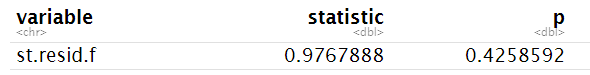 variable statistic p
<chr> <dbl> <dbl>
st.resid.f 0.9767888 0.4258592